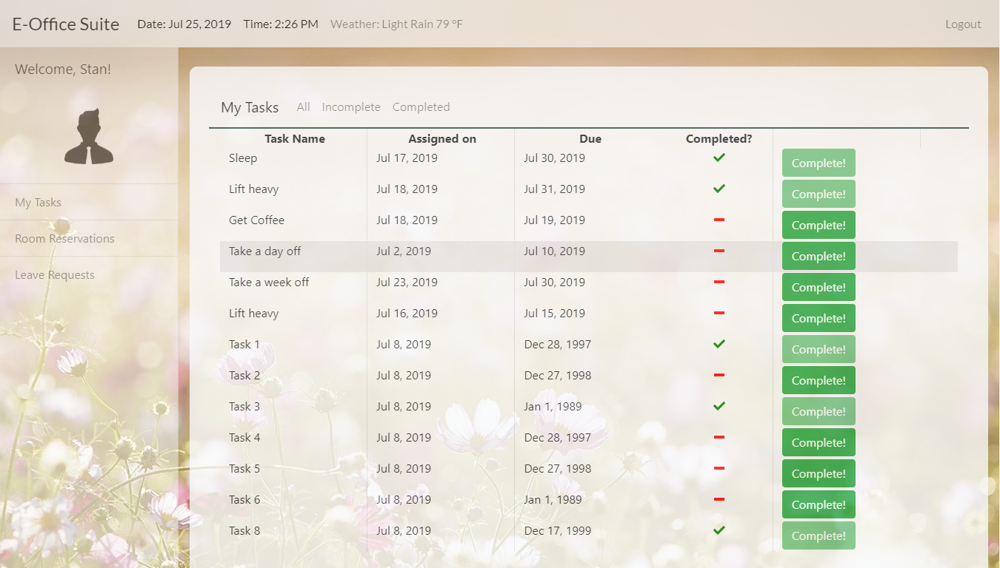 E-Office Suite Date: Jul 25, 2019 Time: 2:26 PM Weather: Light Rain 79 °F Logout
Welcome, Stan!
My Tasks
Room Reservations
Leave Requests
My Tasks All Incomplete Completed
Task Name Assigned on Due Completed?
Sleep Jul 17, 2019 Jul 30, 2019 Complete!
Lift heavy Jul 18, 2019 Jul 31, 2019 Complete!
Get Coffee Jul 18, 2019 Jul 19, 2019 Complete!
Take a day off Jul 2, 2019 Jul 10, 2019 Complete!
Take a week off Jul 23, 2019 Jul 30, 2019 Complete!
Lift heavy Jul 16, 2019 Jul 15, 2019 Complete!
Task 1 Jul 8, 2019 Dec 28, 1997 Complete!
Task 2 Jul 8, 2019 Dec 27, 1998 Complete!
Task 3 Jul 8, 2019 Jan 1, 1989 Complete!
Task 4 Jul 8, 2019 Dec 28, 1997 Complete!
Task 5 Jul 8, 2019 Dec 27, 1998 Complete!
Task 6 Jul 8, 2019 Jan 1, 1989 Complete!
Task 8 Jul 8, 2019 Dec 17, 1999 Complete!